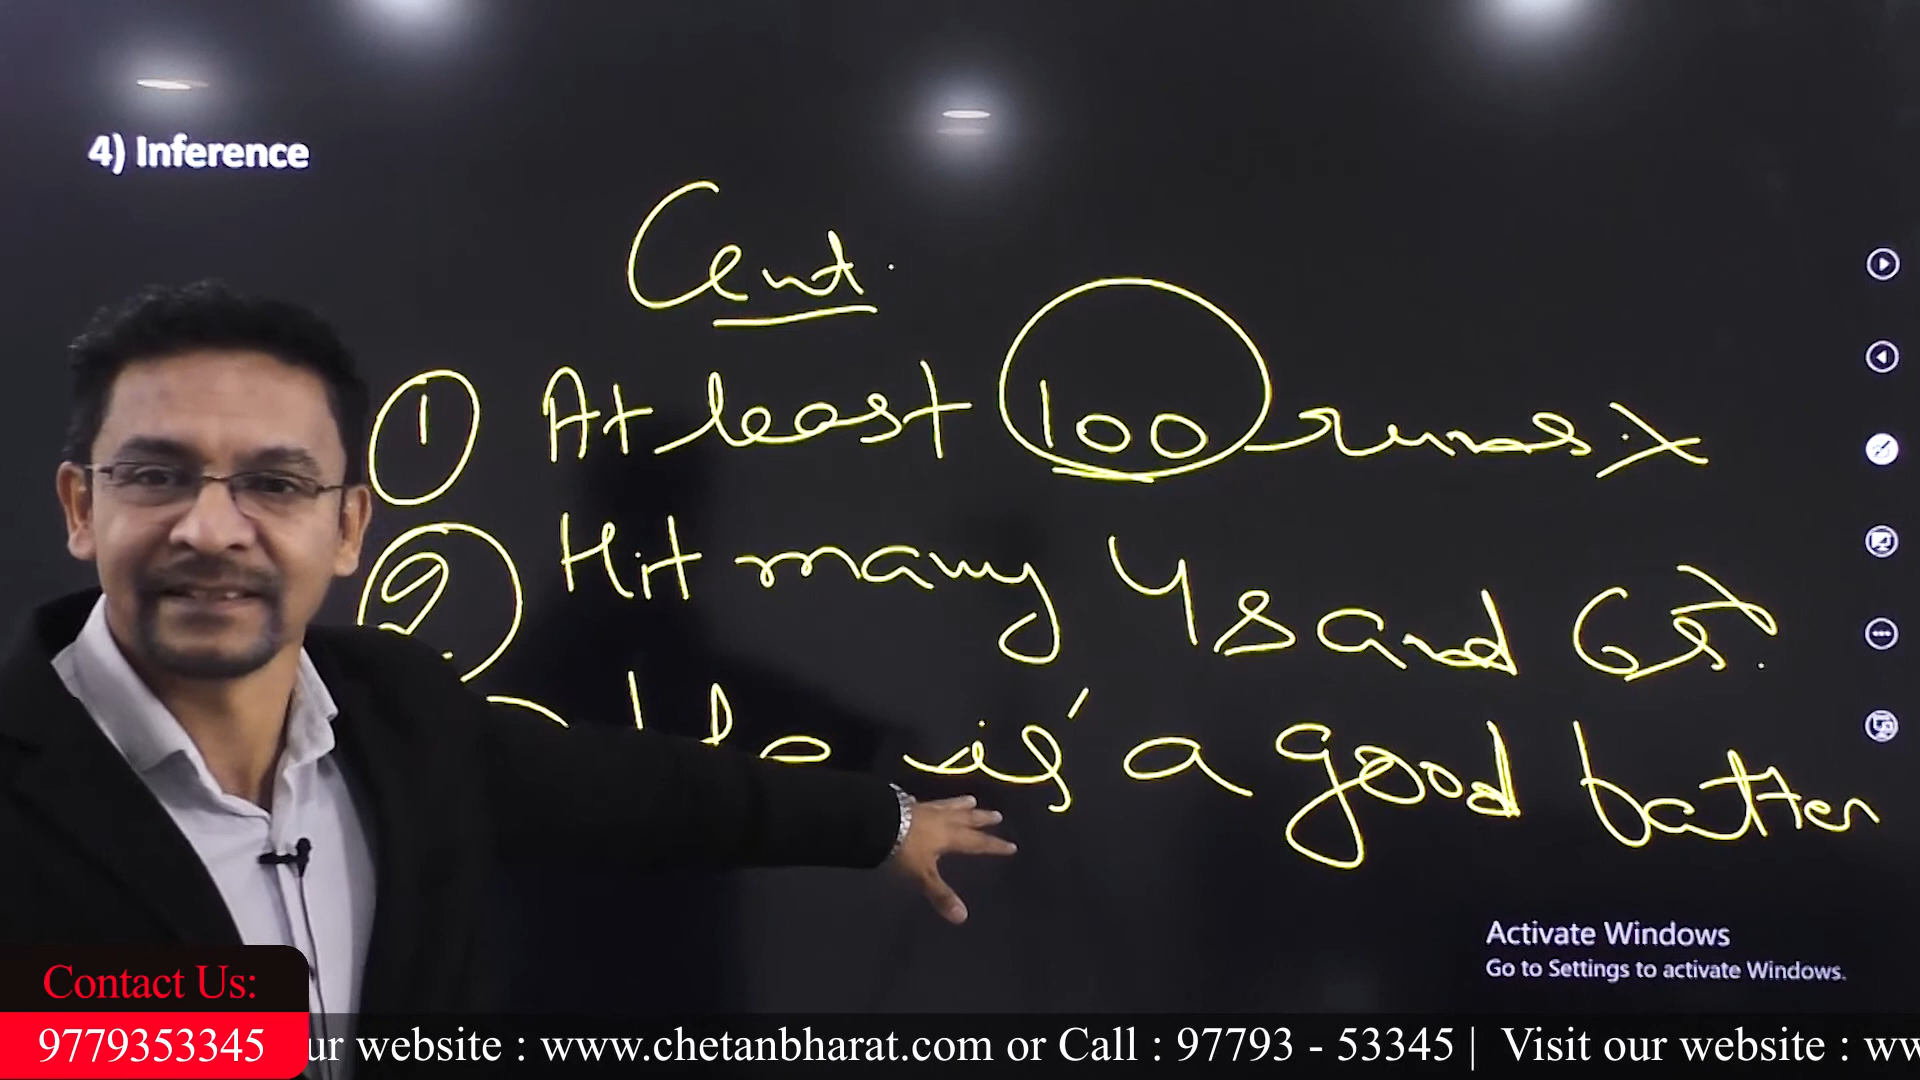 4) Inference
Cent.
1 At least 100 runs.
2. Hit many 4s and 6s.
He is a good batter
Activate Windows
Go to Settings to activate Windows.
Contact Us:
9779353345
ur website : www.chetanbharat.com or Call : 97793 - 53345 | Visit our website : ww